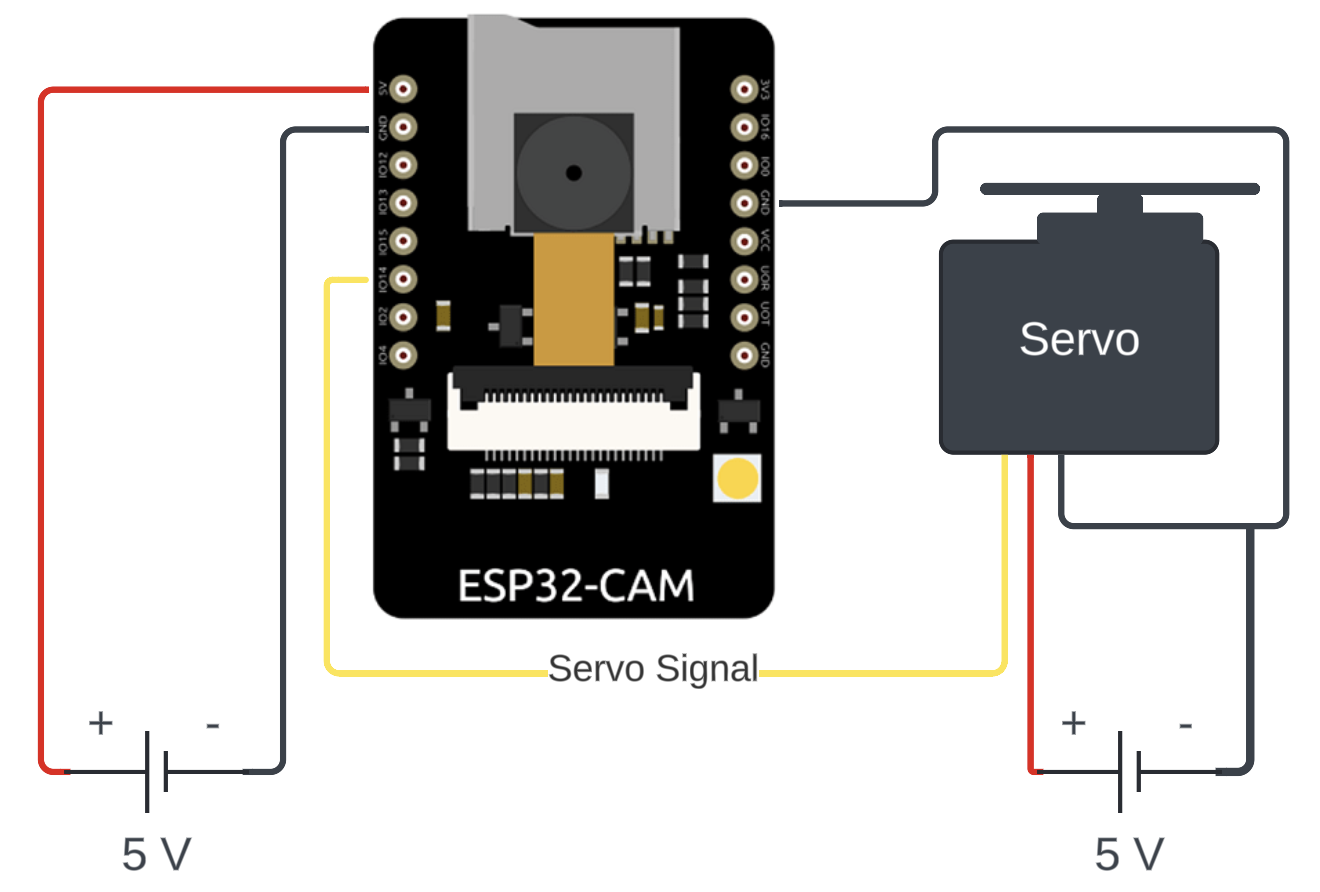 5V
GND
IO12
IO13
IO15
IO14
IO2
IO4
3V3
IO16
IO0
GND
VCC
UOR
UOT
GND
Servo
ESP32-CAM
Servo Signal
+ -
5 V
+ -
5 V